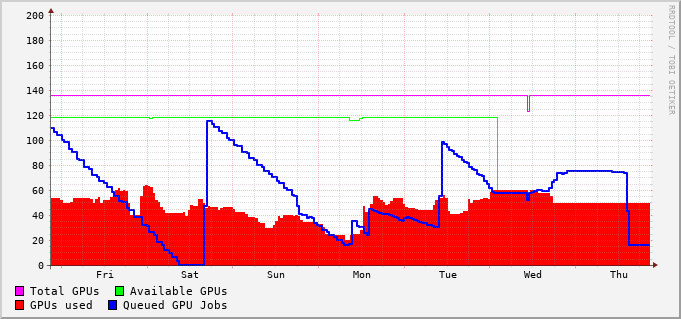 200
180
160
140
120
100
80
60
40
20
0
Fri Sat Sun Mon Tue Wed Thu
Total GPUs Available GPUs
GPUs used Queued GPU Jobs
RRDTOOL / TOBI OETIKER